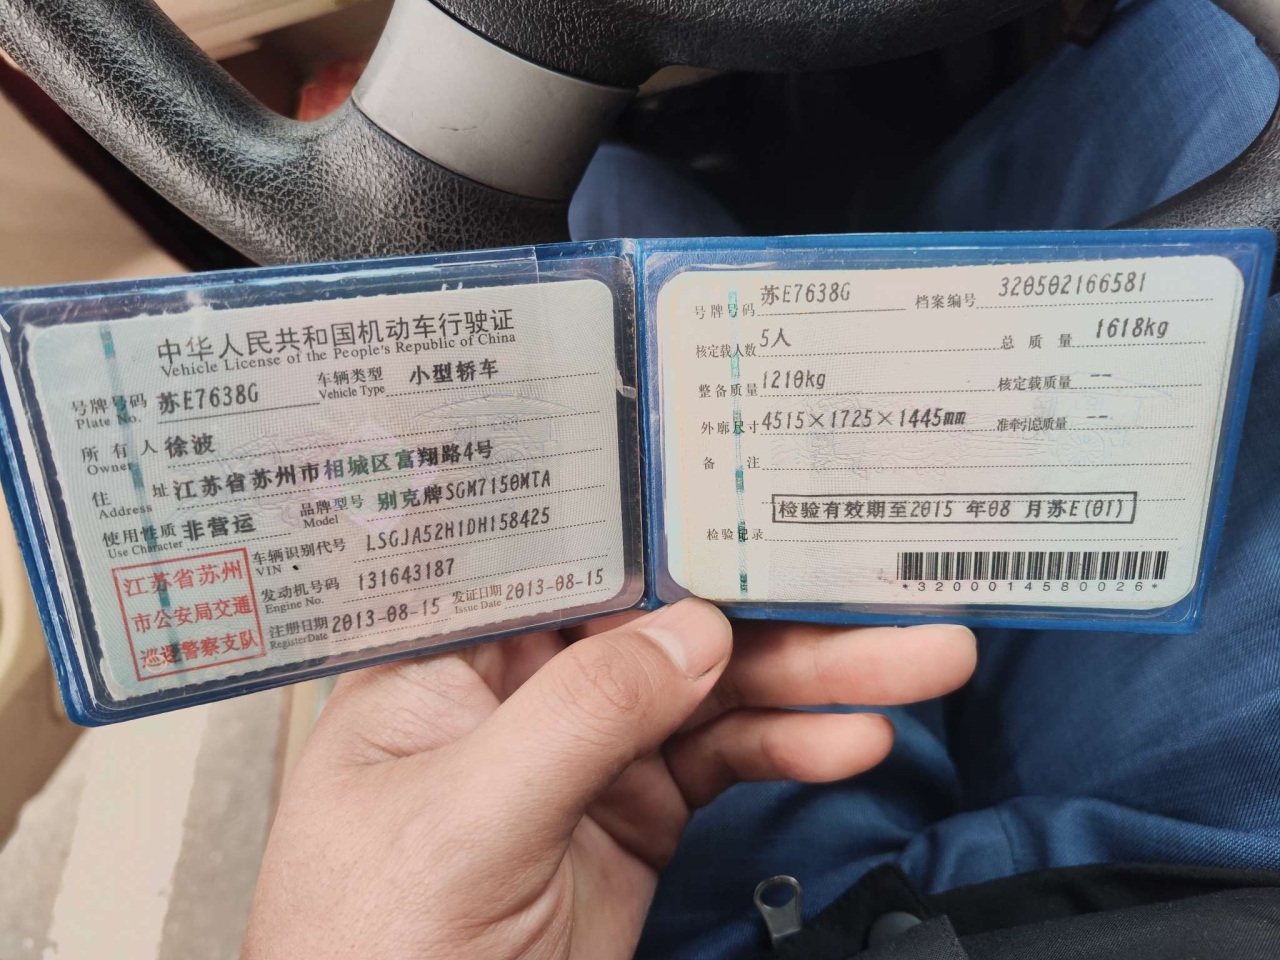 中华人民共和国机动车行驶证
Vehicle License of the People's Republic of China
号牌号码 苏E7638G 车辆类型 小型轿车
Plate No. Vehicle Type
所有人 徐波
Owner
住址 江苏省苏州市相城区富翔路4号
Address
使用性质 非营运 品牌型号 别克牌SGM7150MTA
Use Character Model
车辆识别代号 LSGJA52H1DH158425
VIN
发动机号码 131643187
Engine No.
注册日期 2013-08-15 发证日期 2013-08-15
RegisterDate Issue Date
江苏省苏州
市公安局交通
巡逻警察支队
号牌号码 苏E7638G 档案编号 320502166581
核定载人数 5人 总质量 1618kg
整备质量 1210kg 核定载质量 --
外廓尺寸 4515×1725×1445mm 准牵引总质量 --
备注
检验有效期至2015 年08 月苏E(01)
检验记录
*3200014580026*